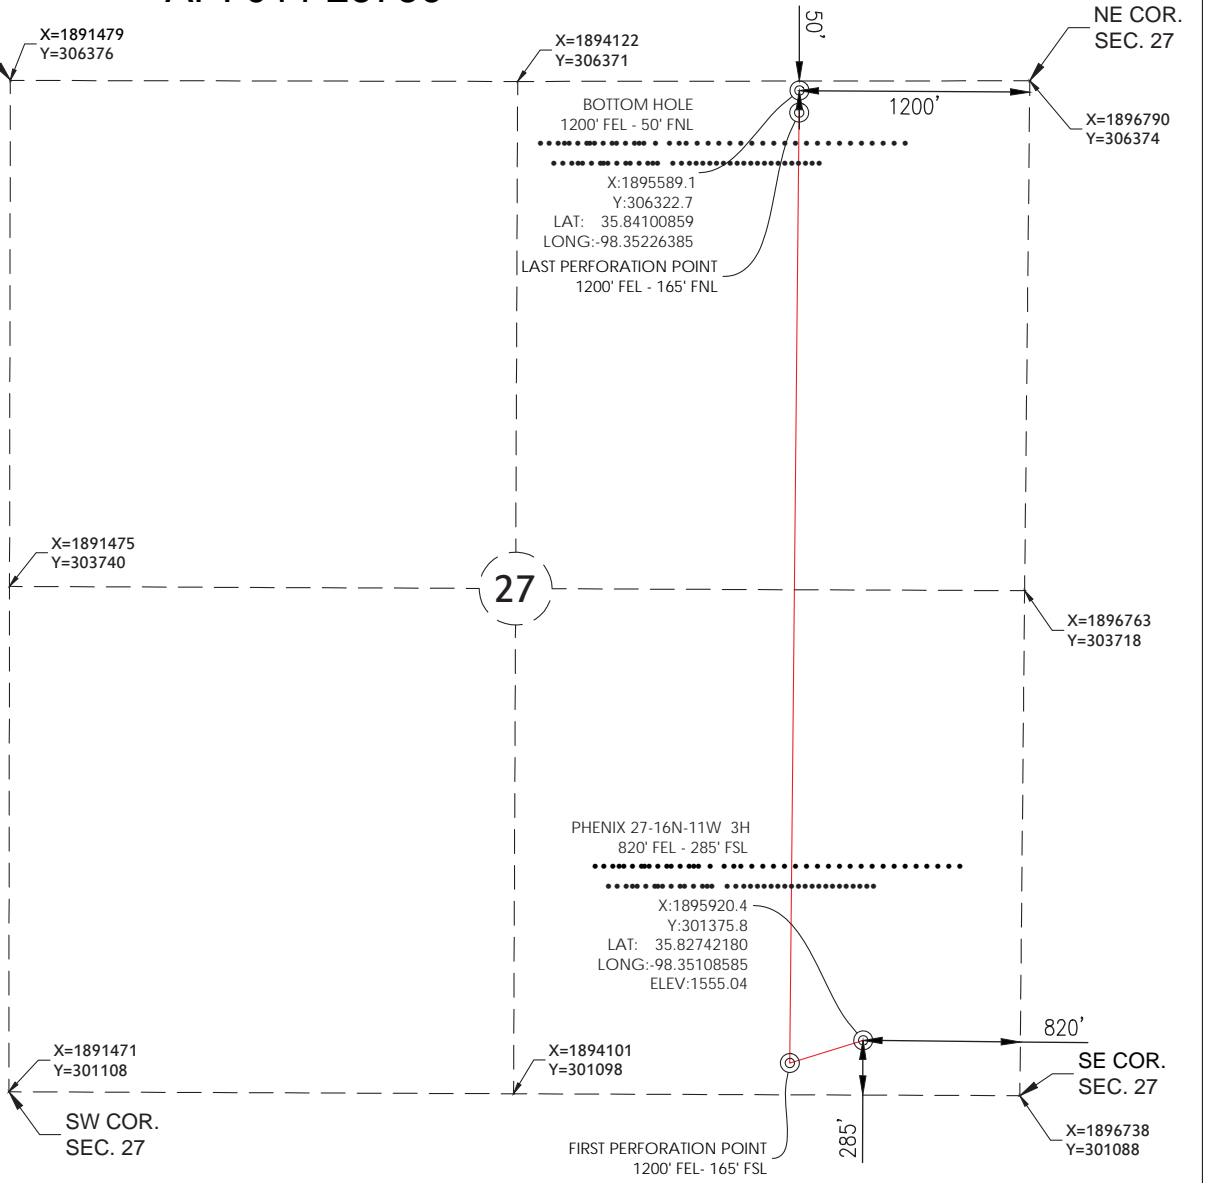 X=1891479
Y=306376
X=1894122
Y=306371
50'
NE COR.
SEC. 27
BOTTOM HOLE
1200' FEL - 50' FNL
1200'
X=1896790
Y=306374
X:1895589.1
Y:306322.7
LAT: 35.84100859
LONG:-98.35226385
LAST PERFORATION POINT
1200' FEL - 165' FNL
X=1891475
Y=303740
27
X=1896763
Y=303718
PHENIX 27-16N-11W 3H
820' FEL - 285' FSL
X:1895920.4
Y:301375.8
LAT: 35.82742180
LONG:-98.35108585
ELEV:1555.04
820'
X=1891471
Y=301108
X=1894101
Y=301098
SE COR.
SEC. 27
SW COR.
SEC. 27
285'
X=1896738
Y=301088
FIRST PERFORATION POINT
1200' FEL- 165' FSL